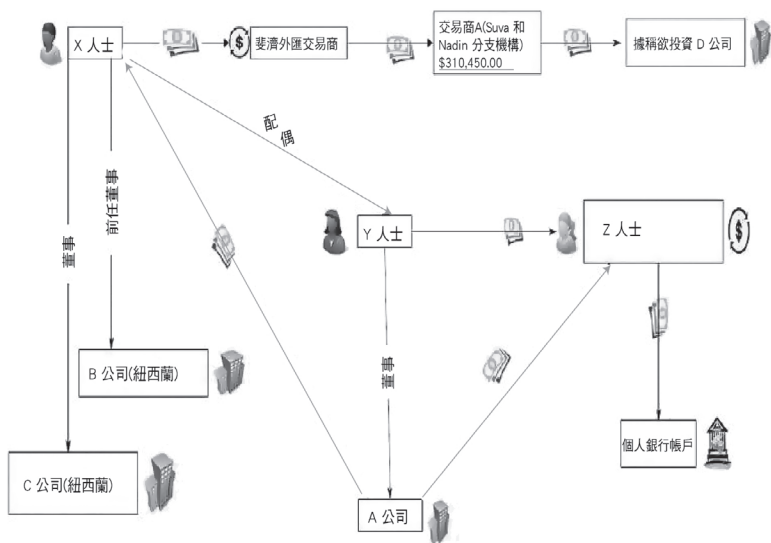 X 人士
斐濟外匯交易商
交易商A(Suva 和
Nadin 分支機構)
$310,450.00
據稱欲投資 D 公司
配偶
前任董事
董事
Y 人士
Z 人士
董事
B 公司(紐西蘭)
個人銀行帳戶
C 公司(紐西蘭)
A 公司